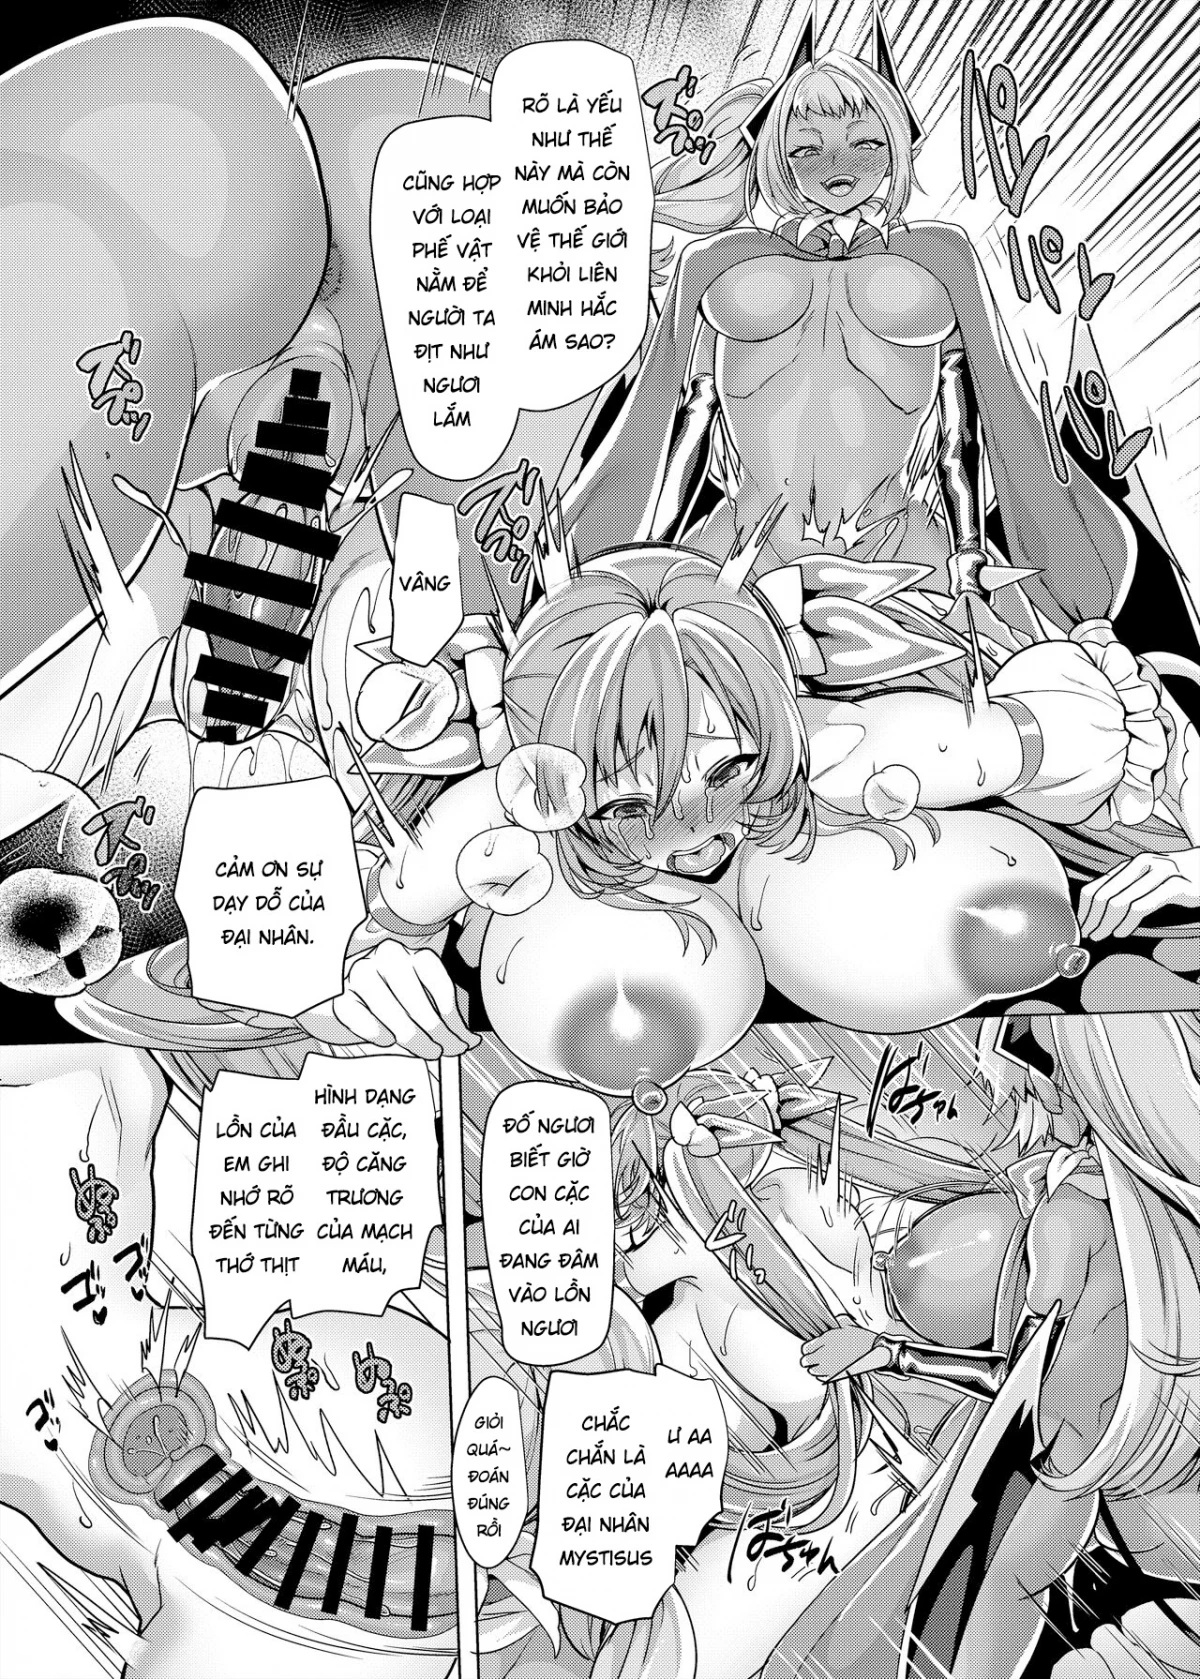 RÕ LÀ YẾU
NHƯ THẾ
NÀY MÀ CÒN
MUỐN BẢO
VỆ THẾ GIỚI
KHỎI LIÊN
MINH HẮC
ÁM SAO?
CŨNG HỢP
VỚI LOẠI
PHẾ VẬT
NẰM ĐỂ
NGƯỜI TA
ĐỊT NHƯ
NGƯƠI
LẮM
VÂNG
CẢM ƠN SỰ
DẠY DỖ CỦA
ĐẠI NHÂN.
ĐỐ NGƯƠI
BIẾT GIỜ
CON CẶC
CỦA AI
ĐANG ĐÂM
VÀO LỒN
NGƯƠI
Ư AA
AAAA
CHẮC
CHẮN LÀ
CẶC CỦA
ĐẠI NHÂN
MYSTISUS
GIỎI
QUÁ~
ĐOÁN
ĐÚNG
RỒI
HÌNH DẠNG
ĐẦU CẶC,
ĐỘ CĂNG
TRƯƠNG
CỦA MẠCH
MÁU,
LỒN CỦA
EM GHI
NHỚ RÕ
ĐẾN TỪNG
THỚ THỊT